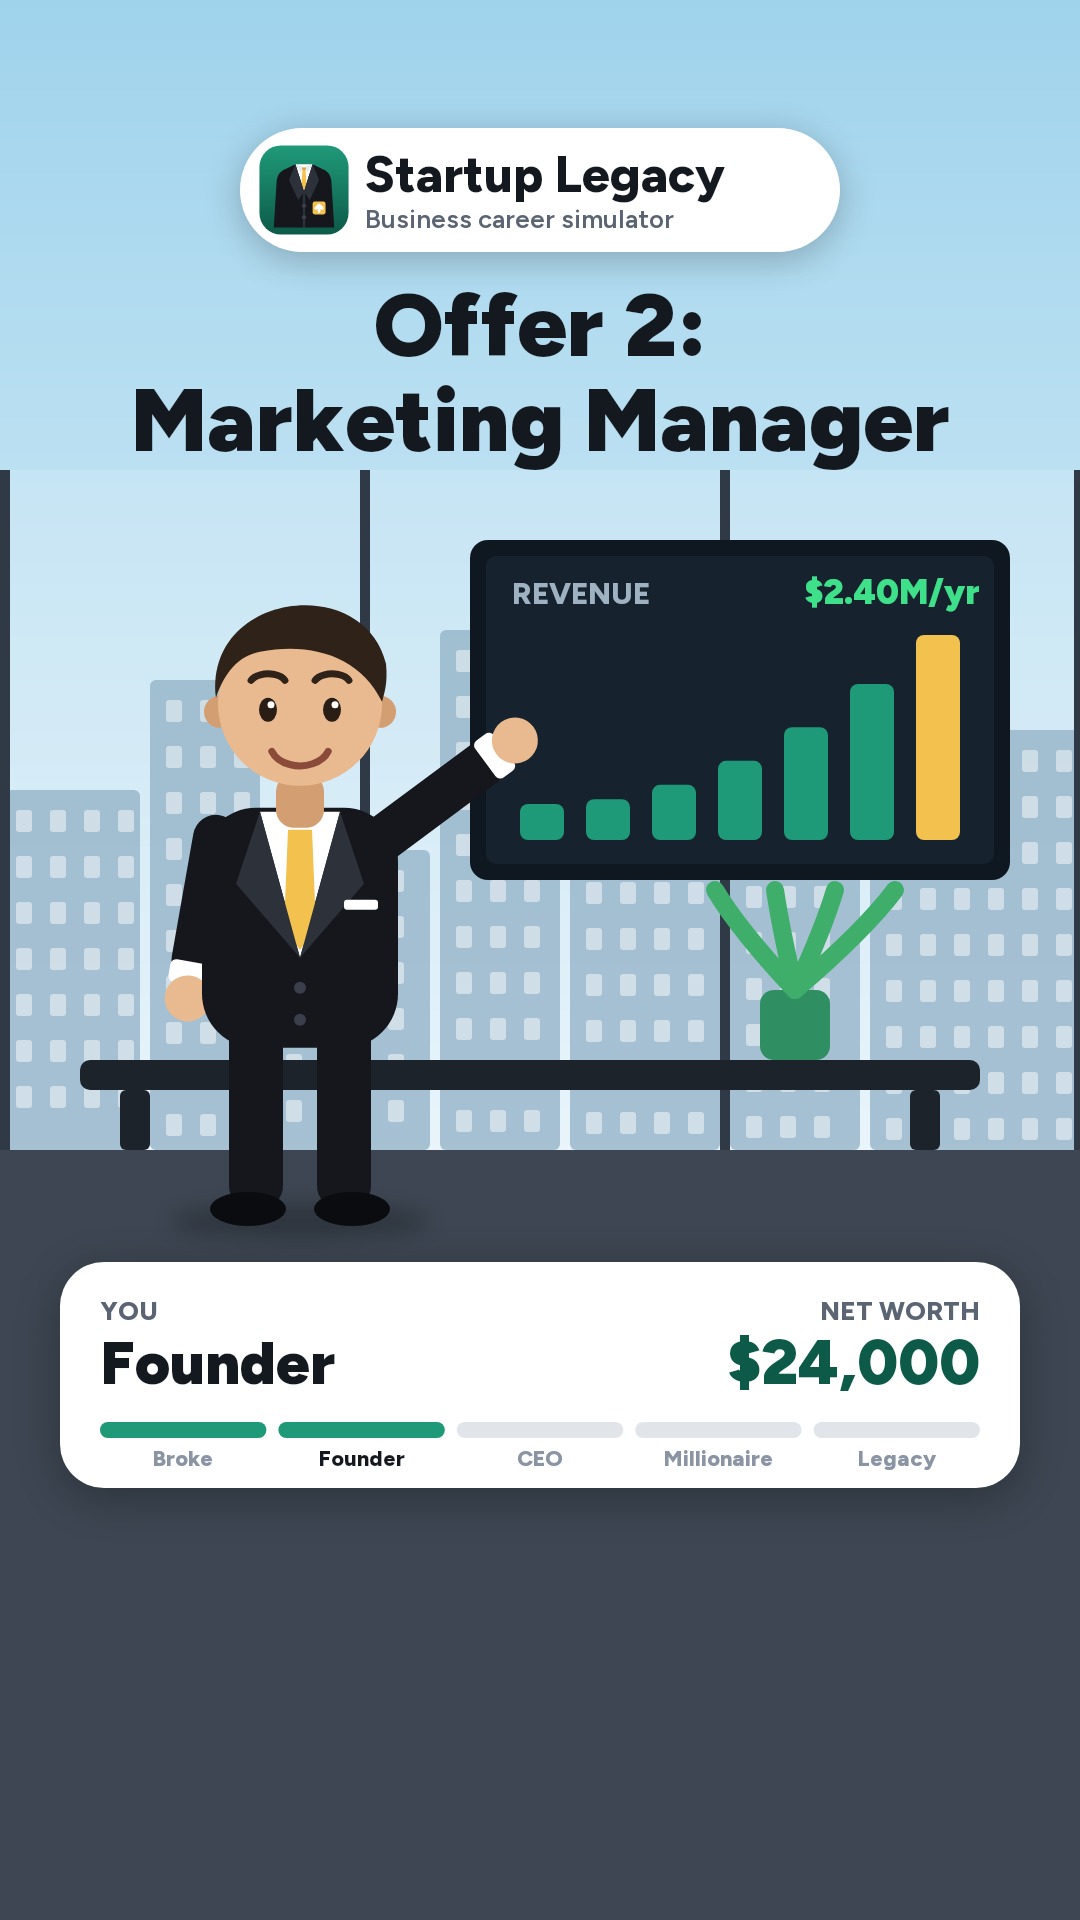 Startup Legacy
Business career simulator
Offer 2:
Marketing Manager
REVENUE
$2.40M/yr
YOU
NET WORTH
Founder
$24,000
Broke
Founder
CEO
Millionaire
Legacy